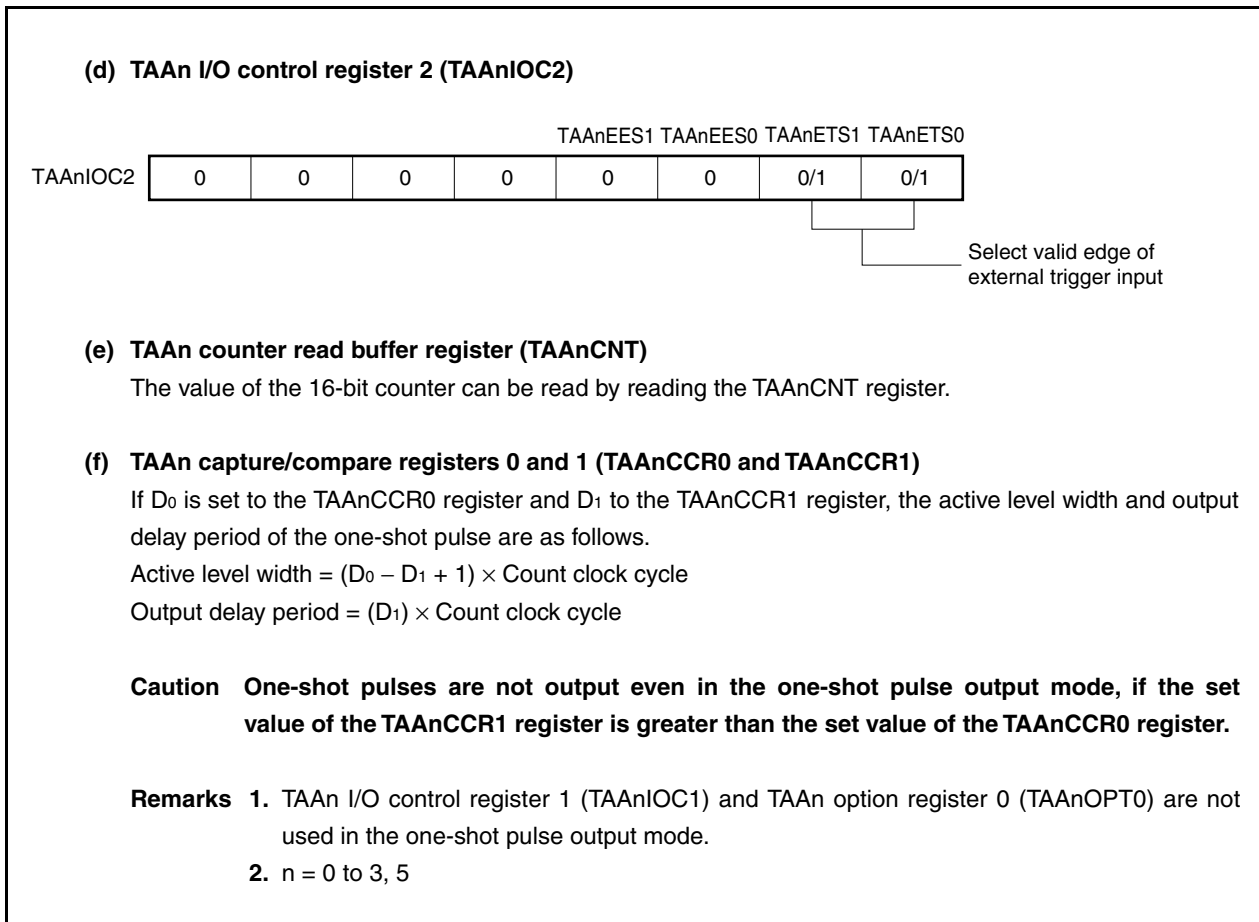 (d) TAAn I/O control register 2 (TAAnIOC2)
TAAnEES1 TAAnEES0 TAAnETS1 TAAnETS0
TAAnIOC2 0 0 0 0 0 0 0/1 0/1
Select valid edge of
external trigger input
(e) TAAn counter read buffer register (TAAnCNT)
The value of the 16-bit counter can be read by reading the TAAnCNT register.
(f) TAAn capture/compare registers 0 and 1 (TAAnCCR0 and TAAnCCR1)
If D₀ is set to the TAAnCCR0 register and D₁ to the TAAnCCR1 register, the active level width and output
delay period of the one-shot pulse are as follows.
Active level width = (D₀ − D₁ + 1) × Count clock cycle
Output delay period = (D₁) × Count clock cycle
Caution One-shot pulses are not output even in the one-shot pulse output mode, if the set
value of the TAAnCCR1 register is greater than the set value of the TAAnCCR0 register.
Remarks 1. TAAn I/O control register 1 (TAAnIOC1) and TAAn option register 0 (TAAnOPT0) are not
used in the one-shot pulse output mode.
2. n = 0 to 3, 5